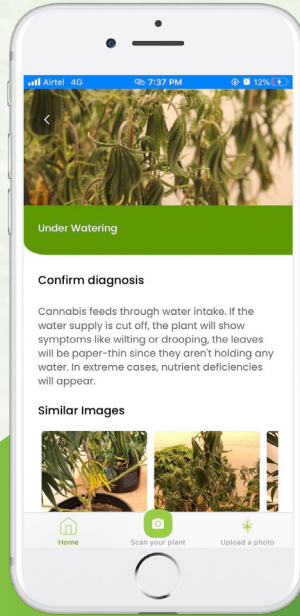 Airtel 4G 7:37 PM 12%
Under Watering
Confirm diagnosis
Cannabis feeds through water intake. If the
water supply is cut off, the plant will show
symptoms like wilting or drooping, the leaves
will be paper-thin since they aren't holding any
water. In extreme cases, nutrient deficiencies
will appear.
Similar Images
Home Scan your plant Upload a photo